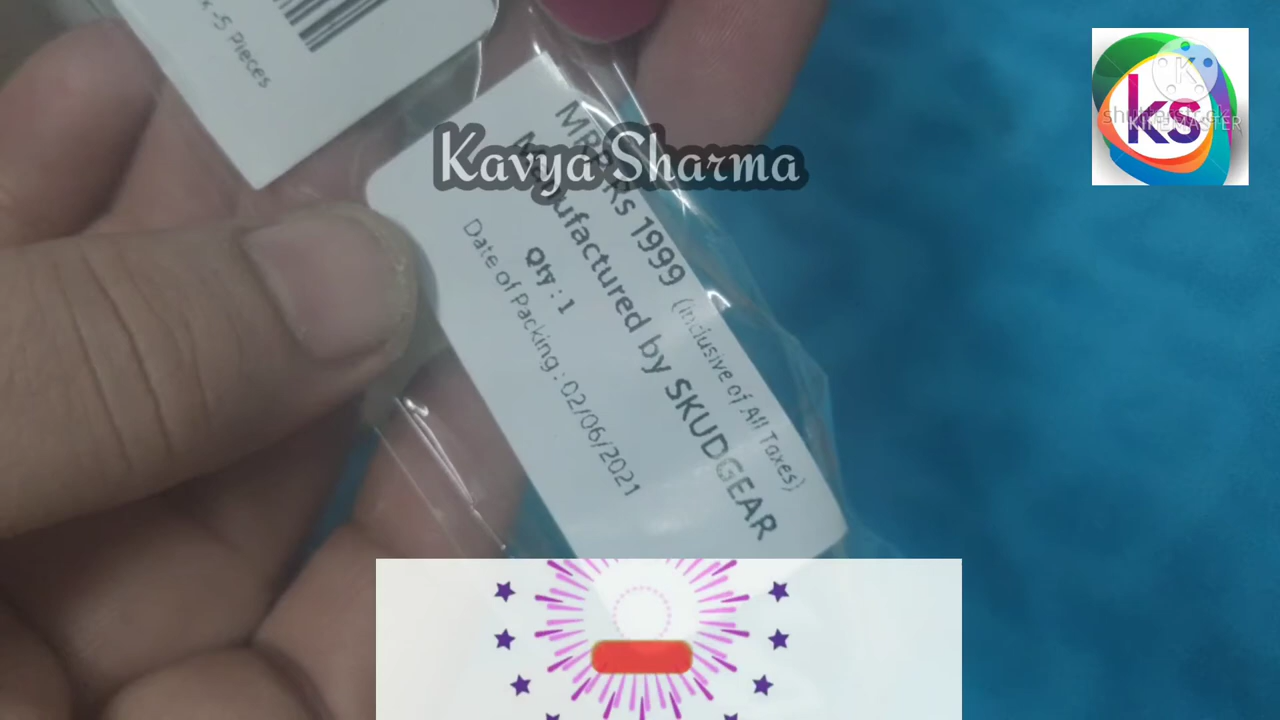 -5 Pieces
MRP Rs 1999 (Inclusive of All Taxes)
Manufactured by SKUDGEAR
Qty : 1
Date of Packing : 02/06/2021
Kavya Sharma
ks